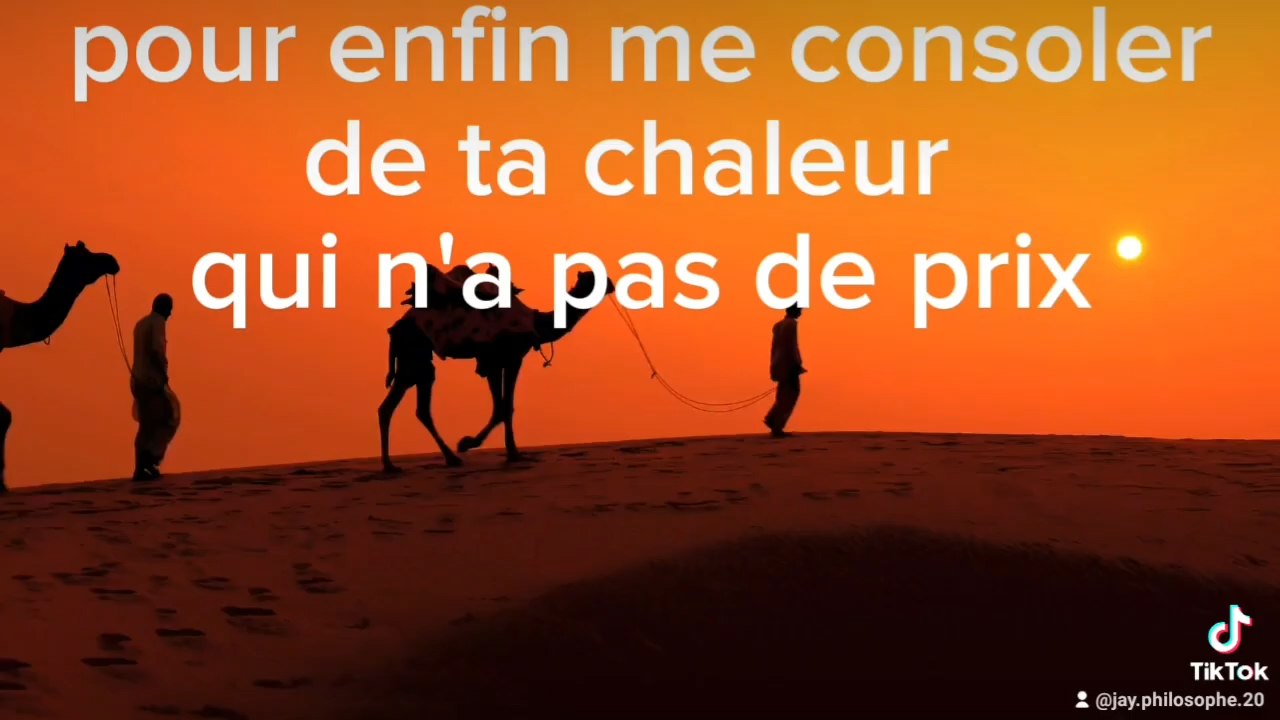 pour enfin me consoler
de ta chaleur
qui n'a pas de prix
TikTok
@jay.philosophe.20